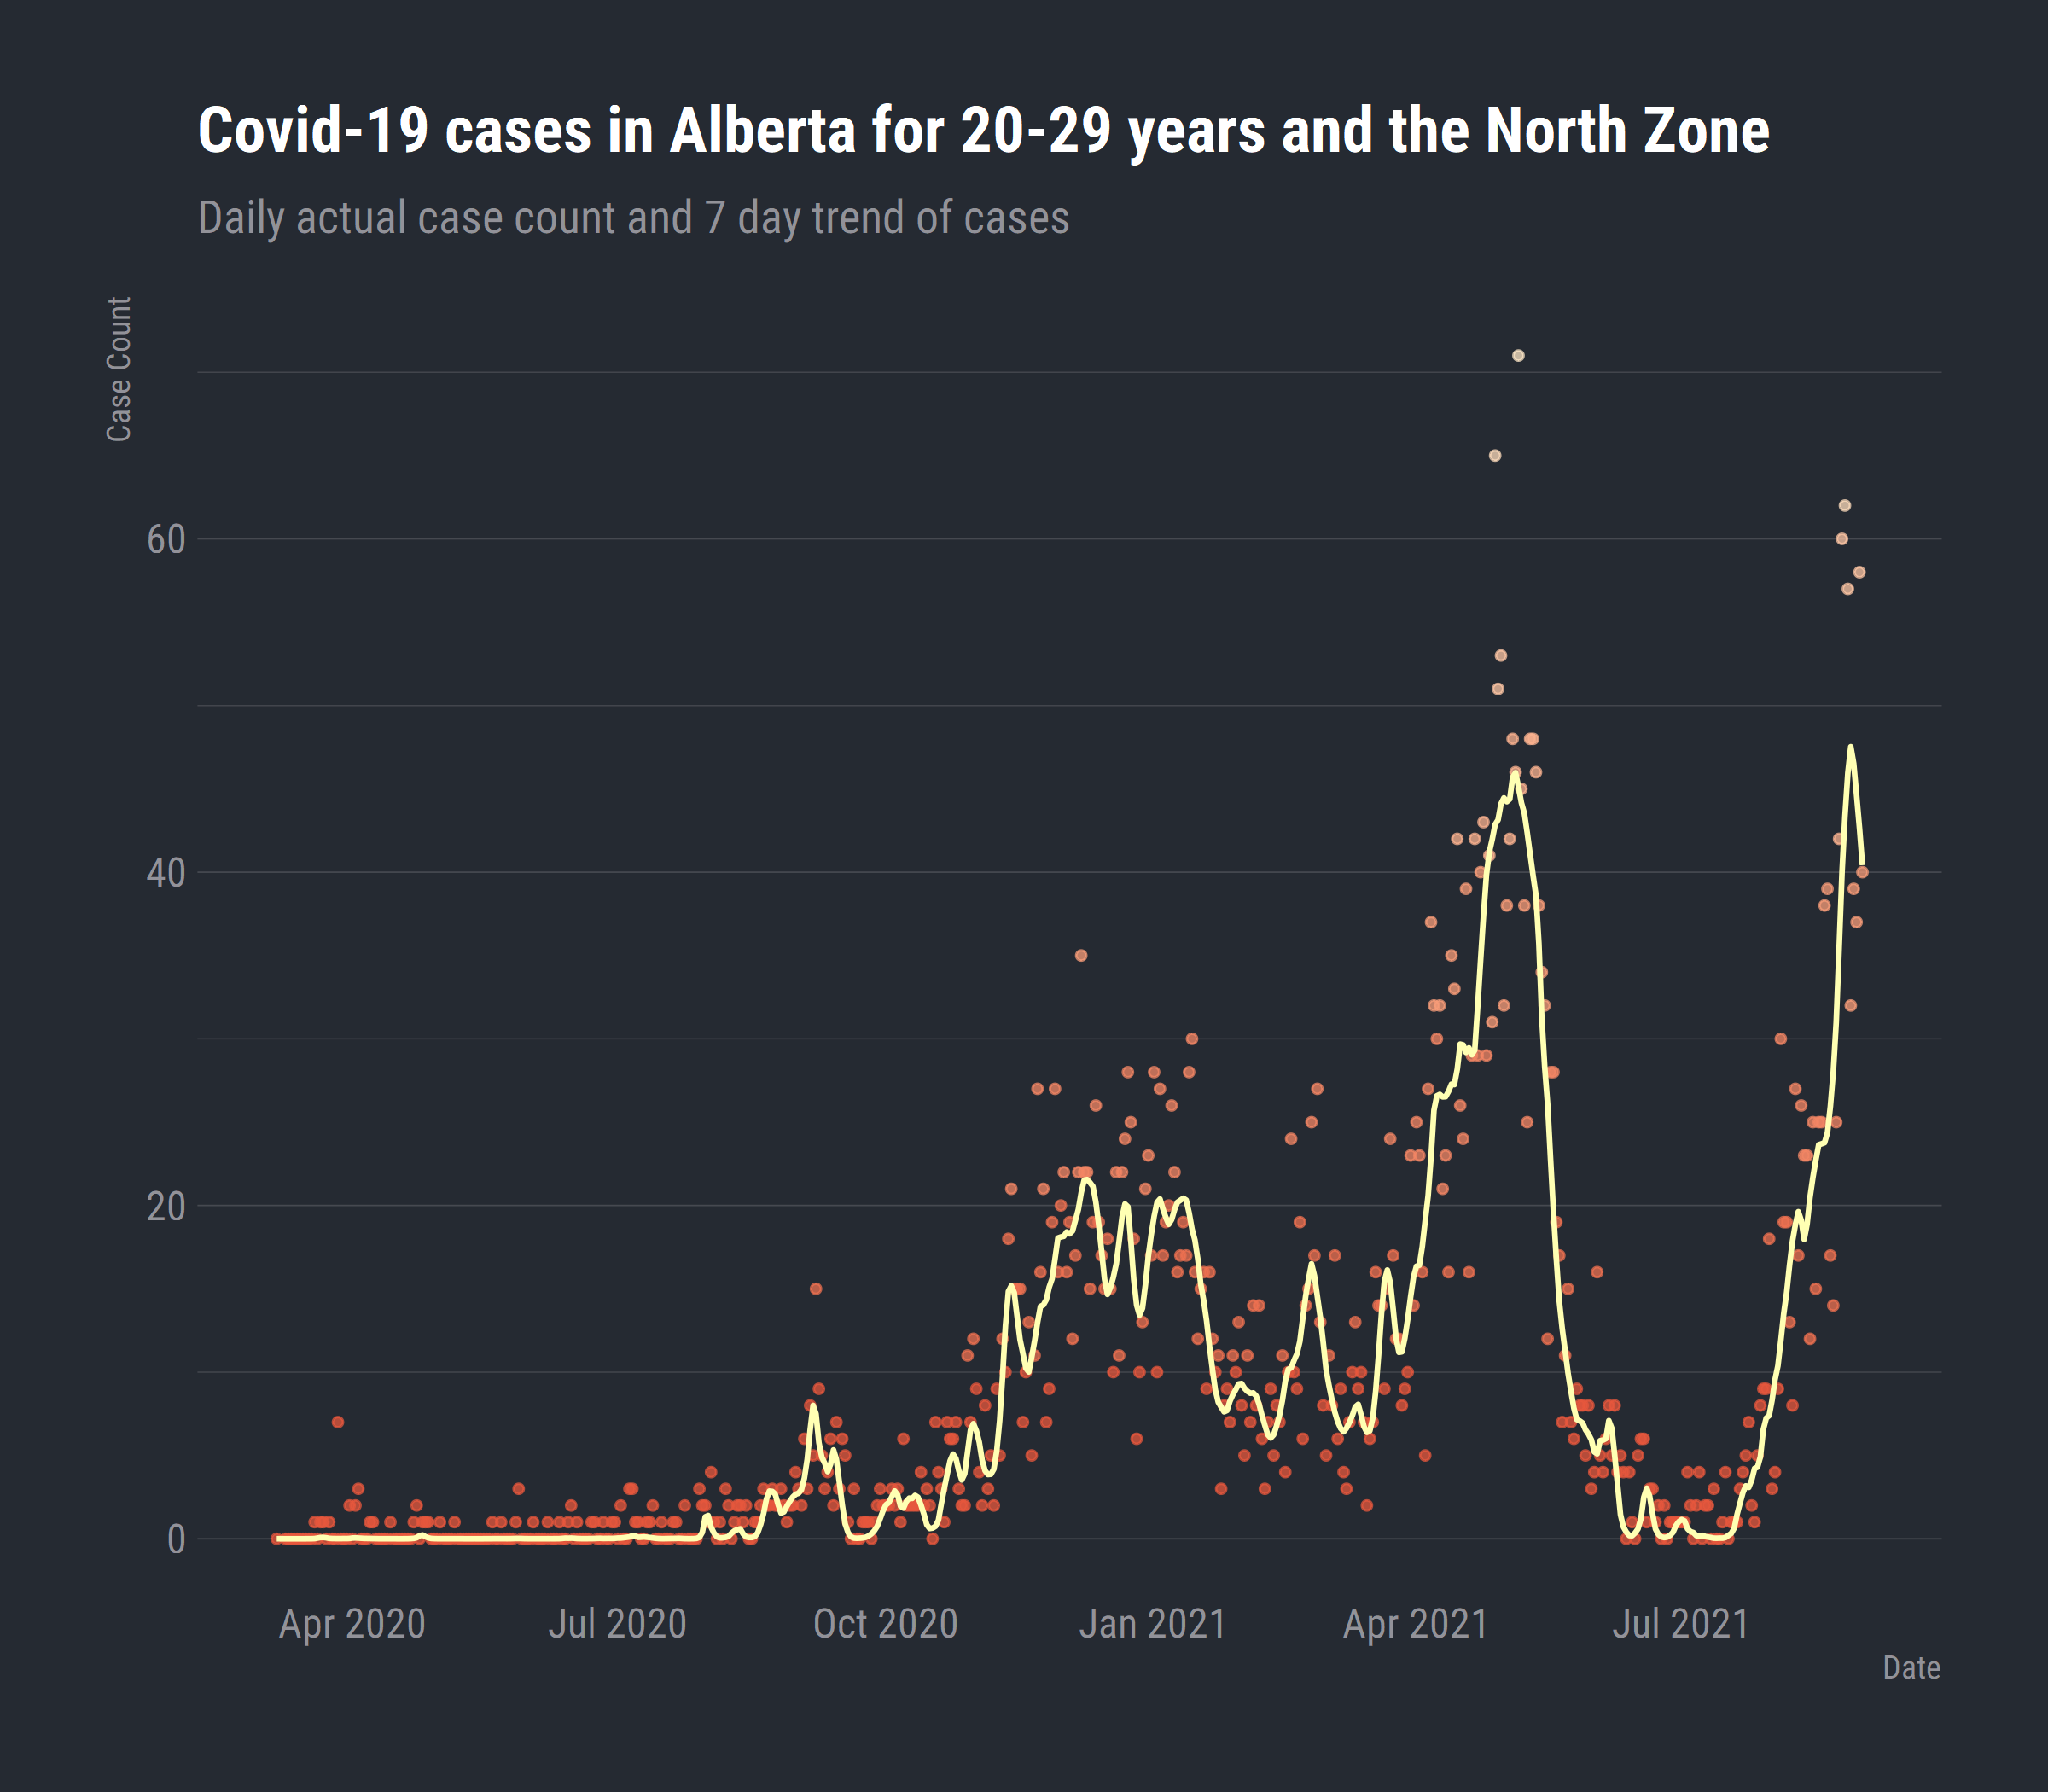 Covid-19 cases in Alberta for 20-29 years and the North Zone
Daily actual case count and 7 day trend of cases
Case Count
60
40
20
0
Apr 2020
Jul 2020
Oct 2020
Jan 2021
Apr 2021
Jul 2021
Date